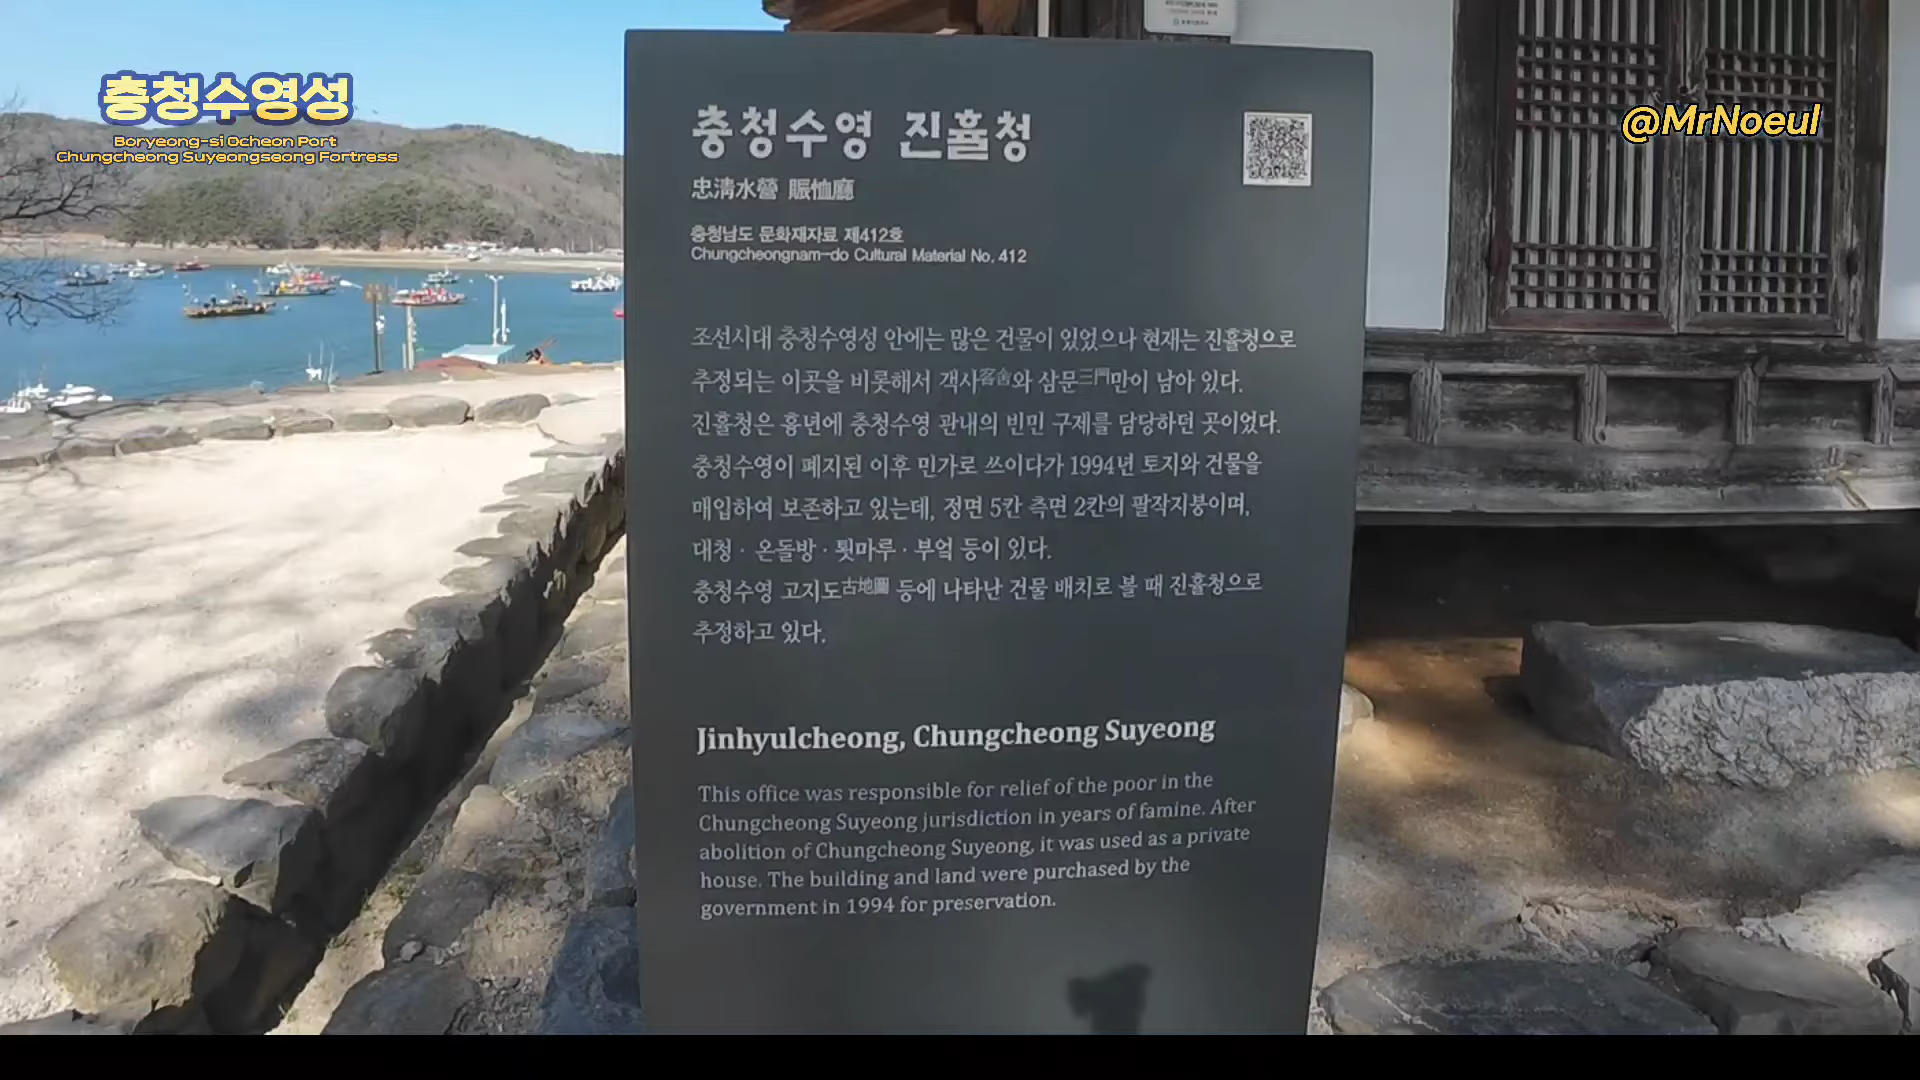 충청수영성
Boryeong-si Ocheon Port
Chungcheong Suyeongseong Fortress
@MrNoeul
충청수영 진휼청
忠淸水營 賑恤廳
충청남도 문화재자료 제412호
Chungcheongnam-do Cultural Material No. 412
조선시대 충청수영성 안에는 많은 건물이 있었으나 현재는 진휼청으로
추정되는 이곳을 비롯해서 객사客舍와 삼문三門만이 남아 있다.
진휼청은 흉년에 충청수영 관내의 빈민 구제를 담당하던 곳이었다.
충청수영이 폐지된 이후 민가로 쓰이다가 1994년 토지와 건물을
매입하여 보존하고 있는데, 정면 5칸 측면 2칸의 팔작지붕이며,
대청 · 온돌방 · 툇마루 · 부엌 등이 있다.
충청수영 고지도古地圖 등에 나타난 건물 배치로 볼 때 진휼청으로
추정하고 있다.
Jinhyulcheong, Chungcheong Suyeong
This office was responsible for relief of the poor in the
Chungcheong Suyeong jurisdiction in years of famine. After
abolition of Chungcheong Suyeong, it was used as a private
house. The building and land were purchased by the
government in 1994 for preservation.